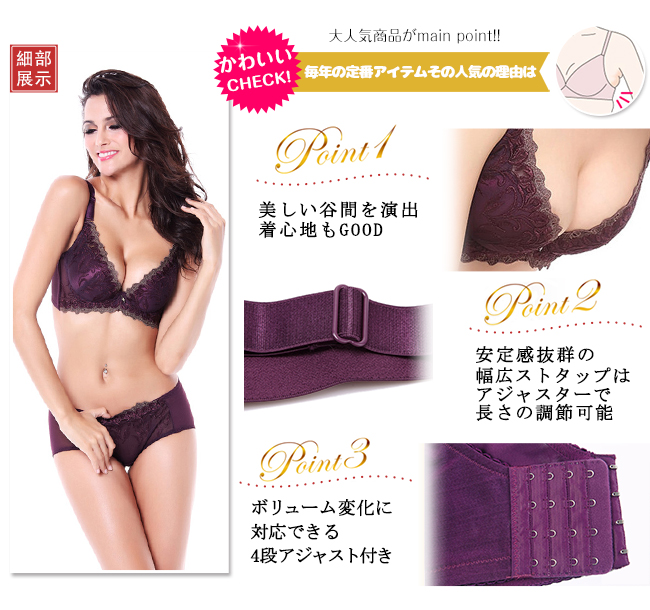 細部
展示
大人気商品がmain point!!
かわいい
CHECK!
毎年の定番アイテムその人気の理由は
Point1
美しい谷間を演出
着心地もGOOD
Point2
安定感抜群の
幅広ストタップは
アジャスターで
長さの調節可能
Point3
ボリューム変化に
対応できる
4段アジャスト付き